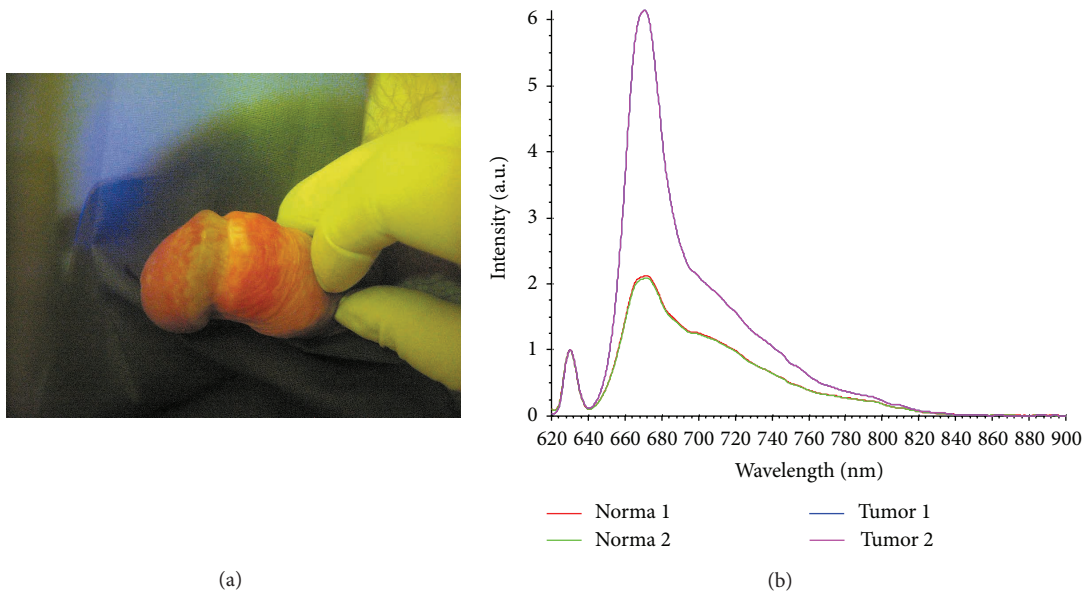 6
5
4
3
2
1
0
Intensity (a.u.)
620 640 660 680 700 720 740 760 780 800 820 840 860 880 900
Wavelength (nm)
Norma 1
Norma 2
Tumor 1
Tumor 2
(a)
(b)